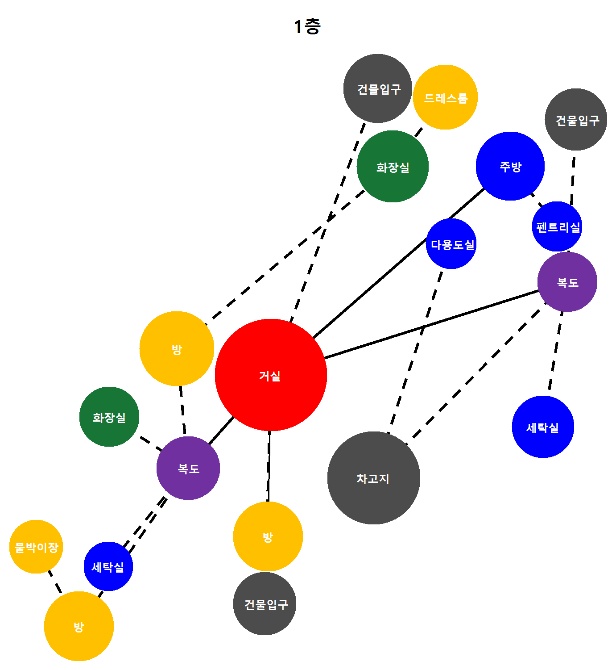 1층
건물입구
드레스룸
건물입구
화장실
주방
펜트리실
다용도실
복도
방
거실
화장실
세탁실
복도
차고지
방
붙박이장
세탁실
건물입구
방